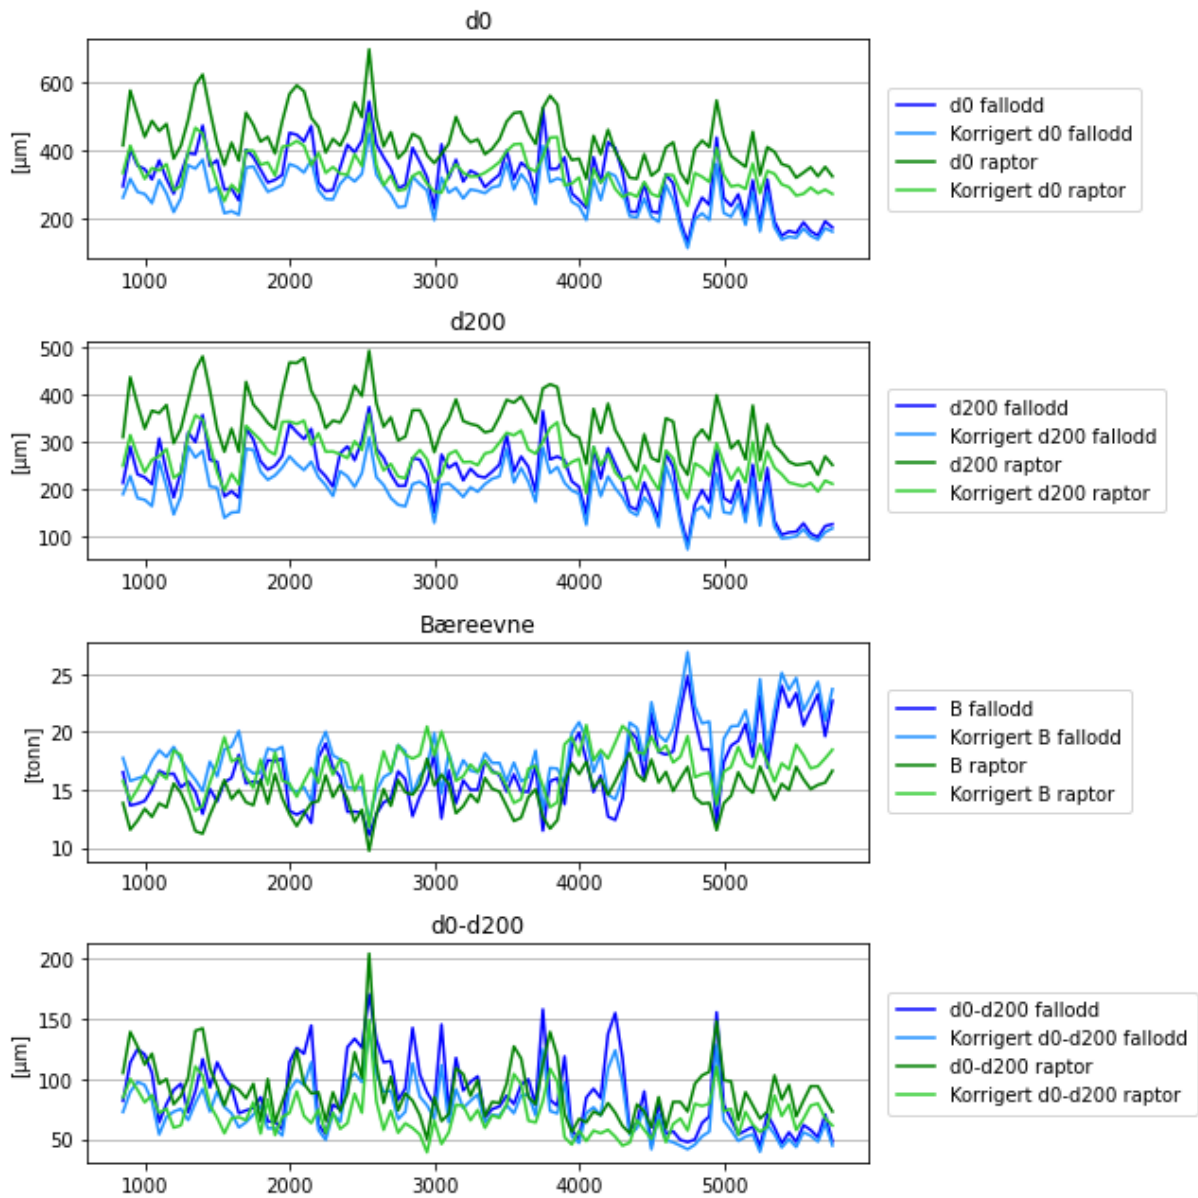 d0
600
400
200
[µm]
1000 2000 3000 4000 5000
d0 fallodd
Korrigert d0 fallodd
d0 raptor
Korrigert d0 raptor
d200
500
400
300
200
100
[µm]
1000 2000 3000 4000 5000
d200 fallodd
Korrigert d200 fallodd
d200 raptor
Korrigert d200 raptor
Bæreevne
25
20
15
10
[tonn]
1000 2000 3000 4000 5000
B fallodd
Korrigert B fallodd
B raptor
Korrigert B raptor
d0-d200
200
150
100
50
[µm]
1000 2000 3000 4000 5000
d0-d200 fallodd
Korrigert d0-d200 fallodd
d0-d200 raptor
Korrigert d0-d200 raptor